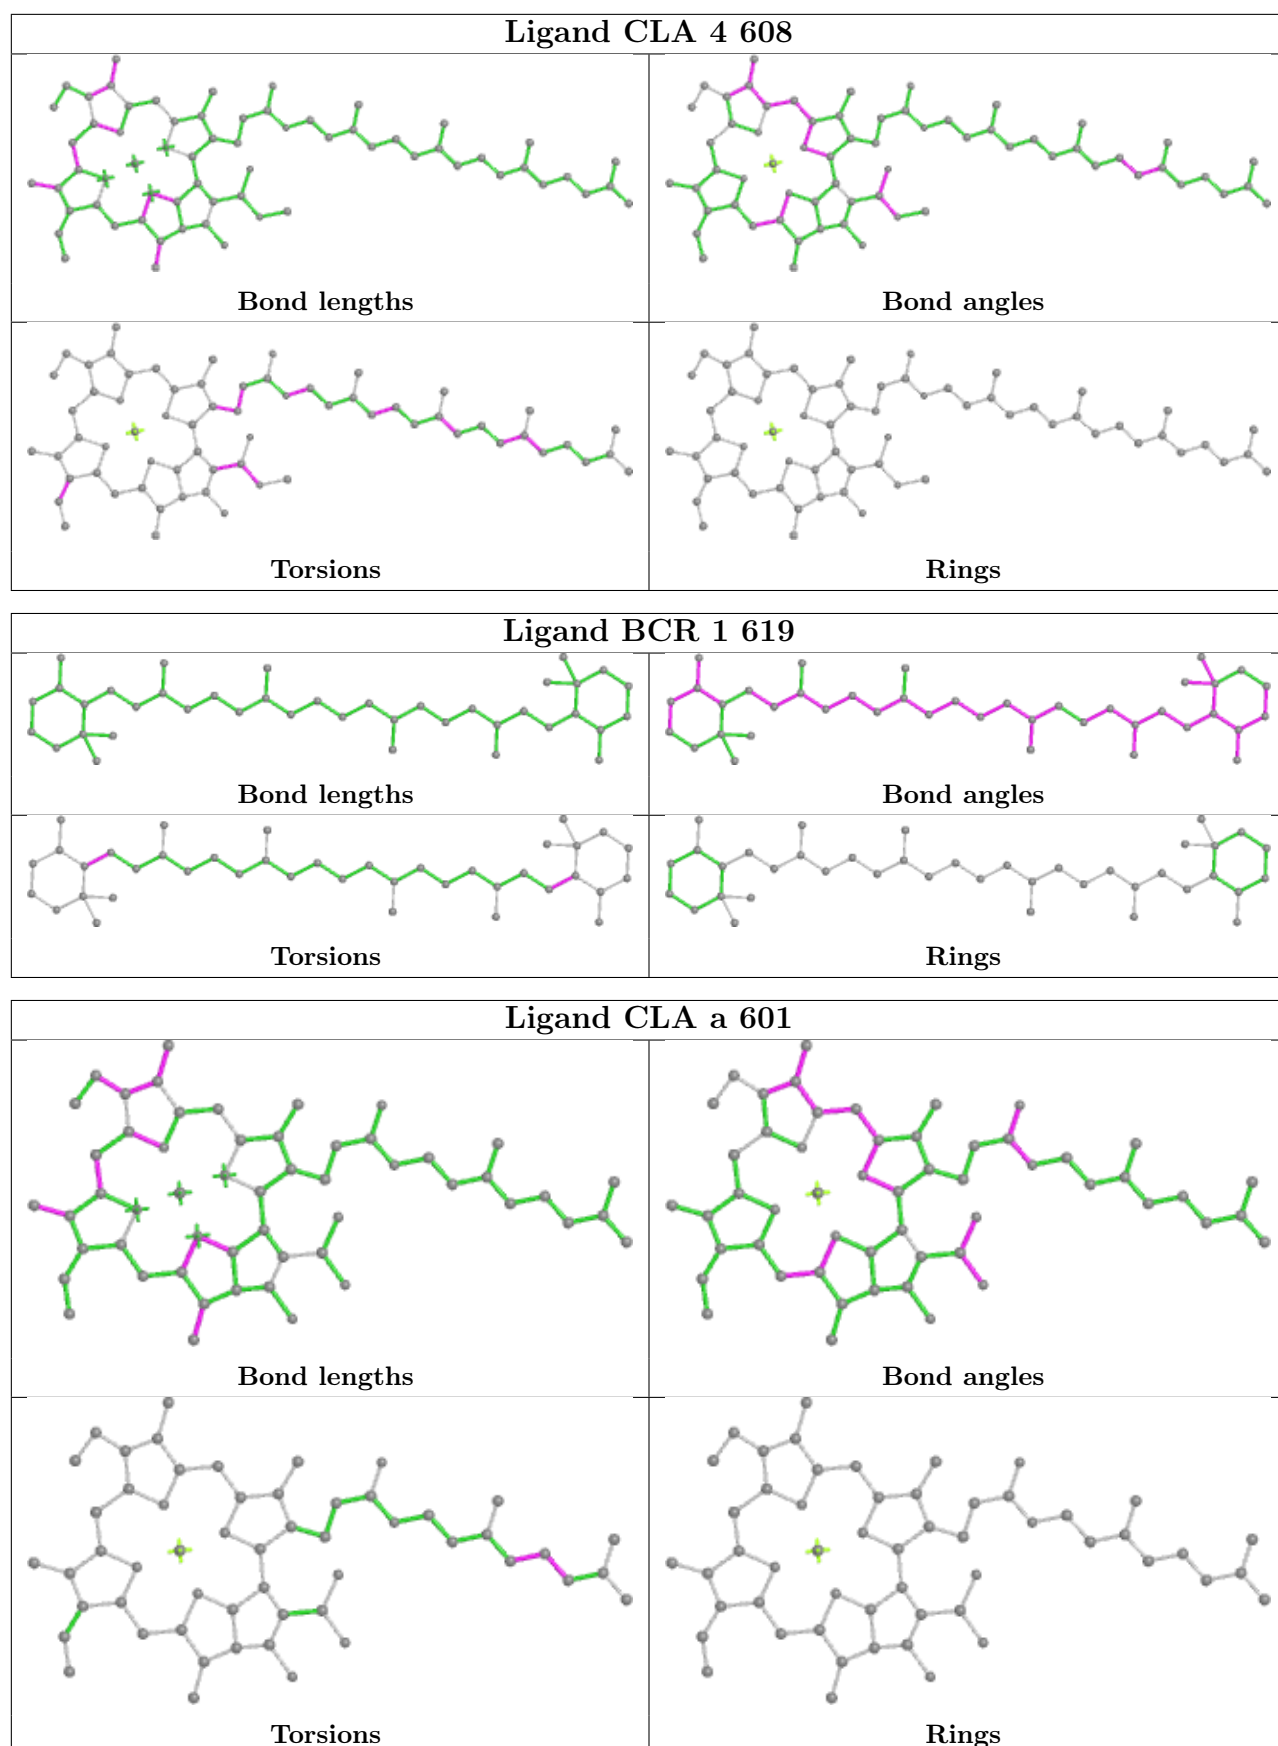 Ligand CLA 4 608
Bond lengths
Bond angles
Torsions
Rings
Ligand BCR 1 619
Bond lengths
Bond angles
Torsions
Rings
Ligand CLA a 601
Bond lengths
Bond angles
Torsions
Rings